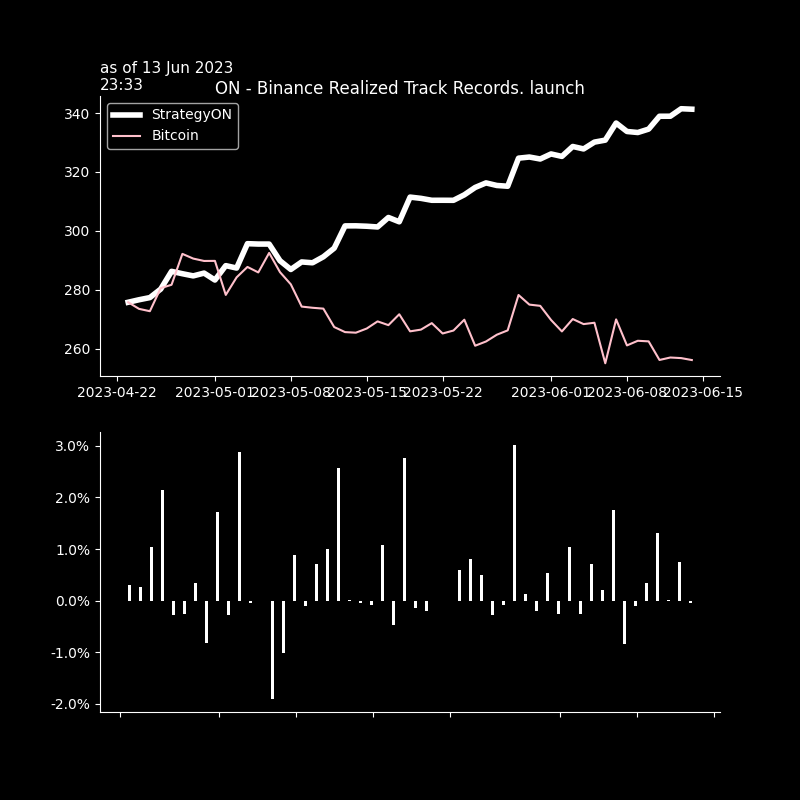 as of 13 Jun 2023
23:33
ON - Binance Realized Track Records. launch
StrategyON
Bitcoin
340
320
300
280
260
2023-04-22 2023-05-01 2023-05-08 2023-05-15 2023-05-22 2023-06-01 2023-06-08 2023-06-15
3.0%
2.0%
1.0%
0.0%
-1.0%
-2.0%